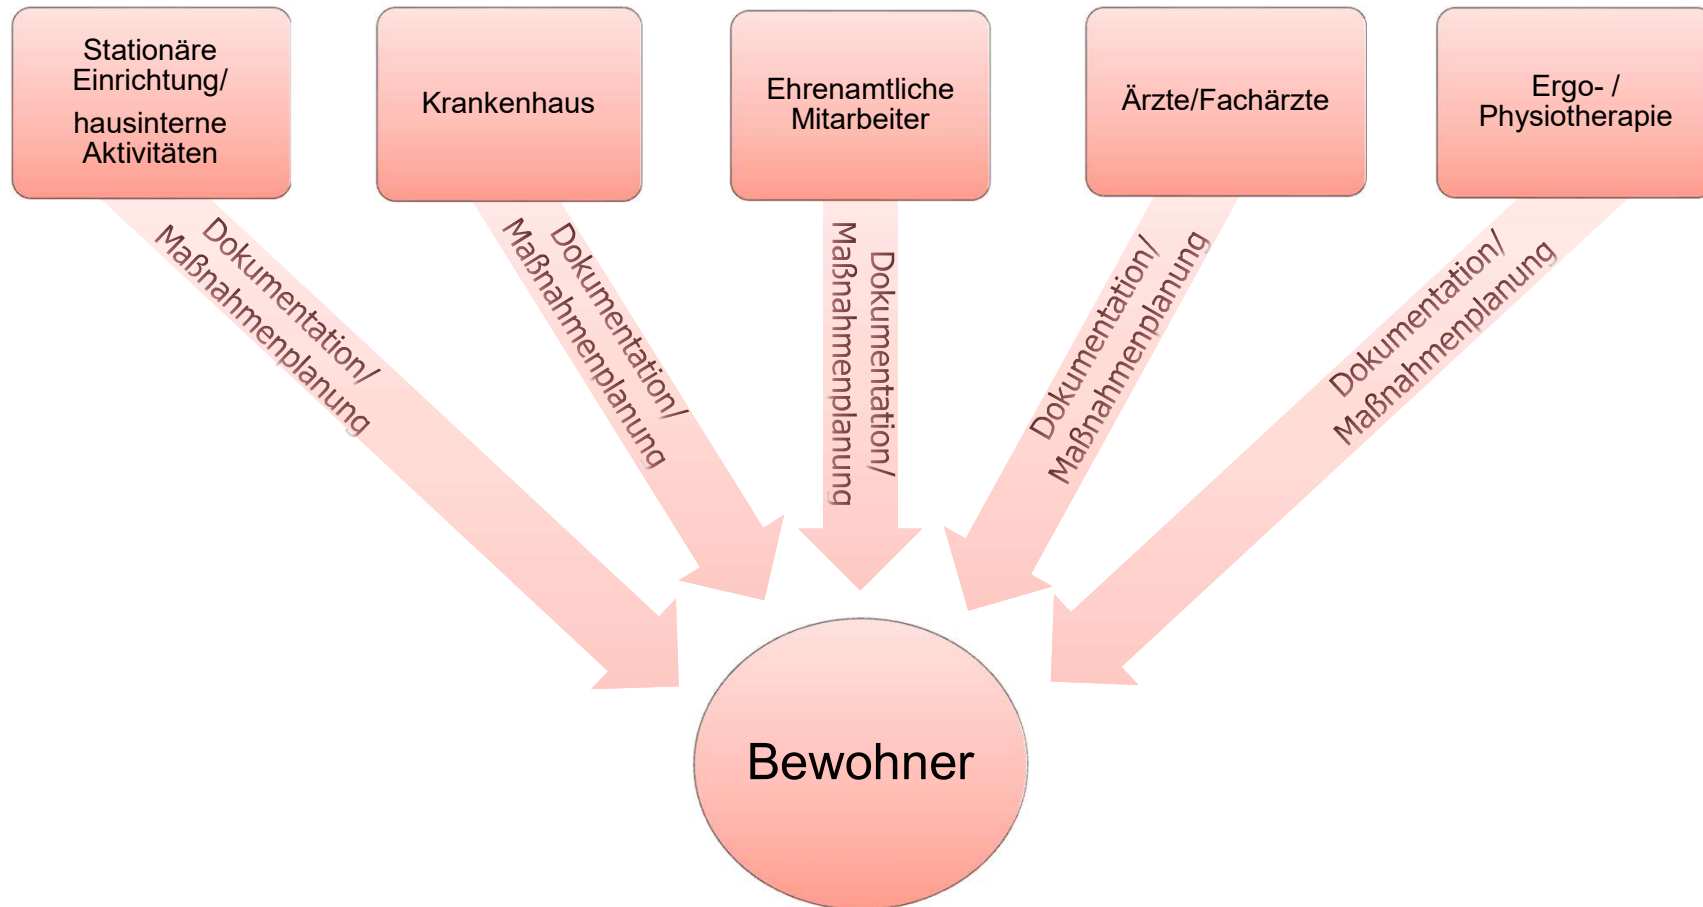 Stationäre
Einrichtung/
hausinterne
Aktivitäten
Krankenhaus
Ehrenamtliche
Mitarbeiter
Ärzte/Fachärzte
Ergo- /
Physiotherapie
Dokumentation/
Maßnahmenplanung
Dokumentation/
Maßnahmenplanung
Dokumentation/
Maßnahmenplanung
Dokumentation/
Maßnahmenplanung
Dokumentation/
Maßnahmenplanung
Bewohner